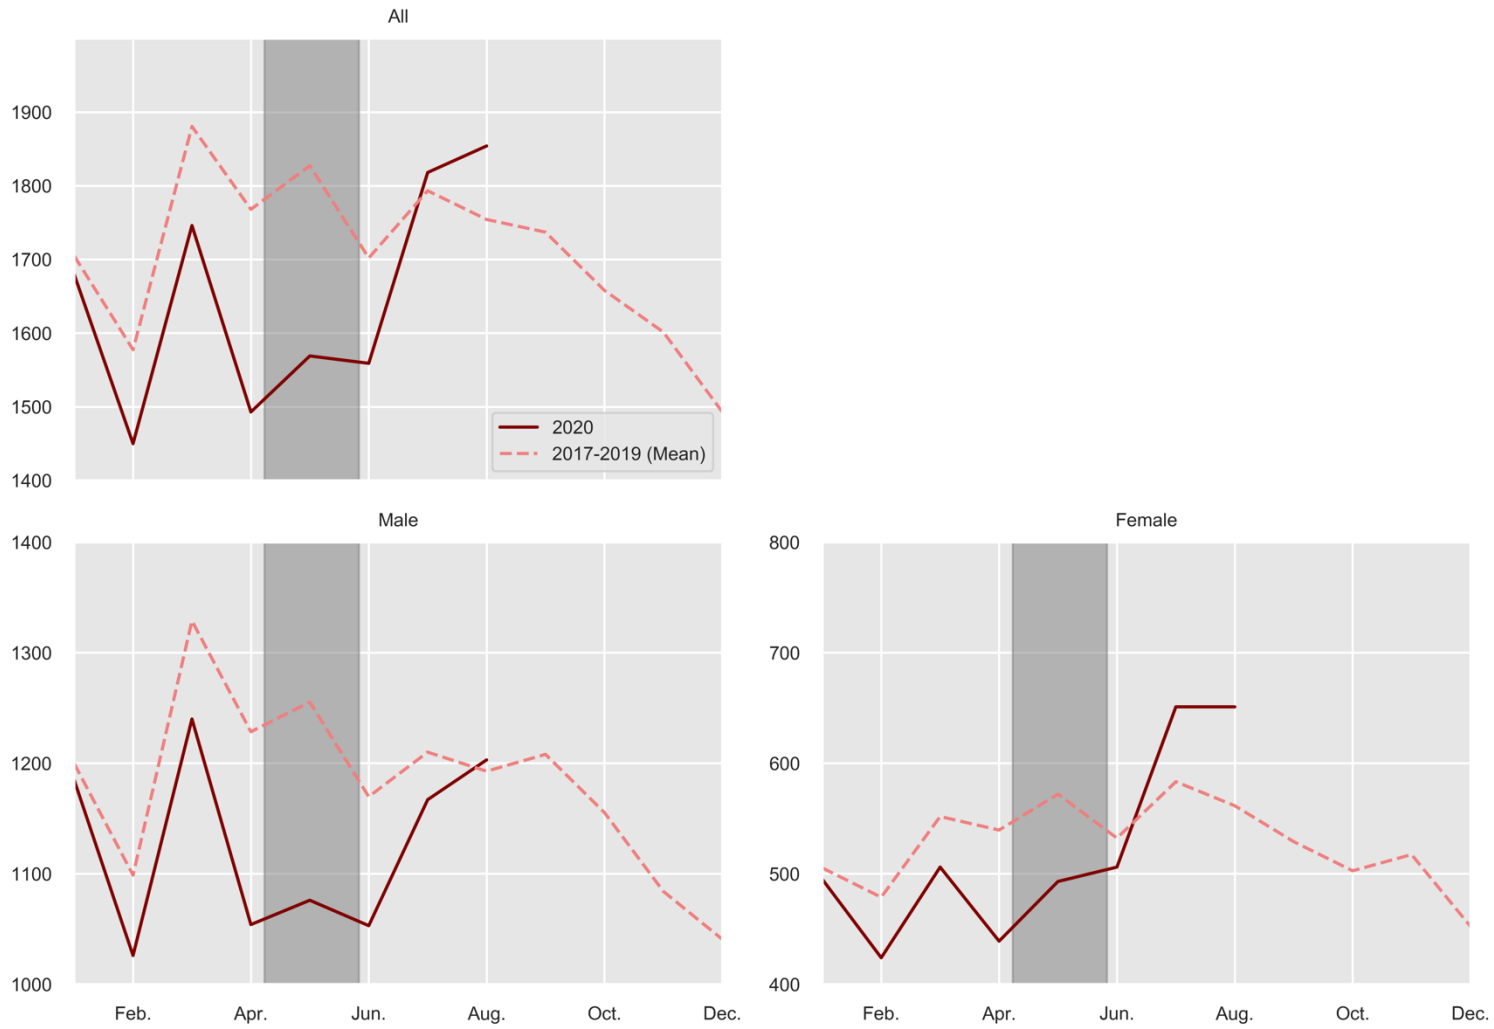 All
1900
1800
1700
1600
1500
1400
2020
2017-2019 (Mean)
Male
1400
1300
1200
1100
1000
Feb.
Apr.
Jun.
Aug.
Oct.
Dec.
Female
800
700
600
500
400
Feb.
Apr.
Jun.
Aug.
Oct.
Dec.